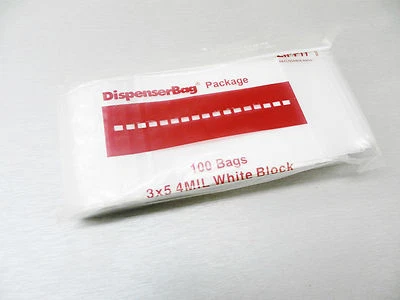 DispenserBag® Package
100 Bags
3x5 4MIL White Block